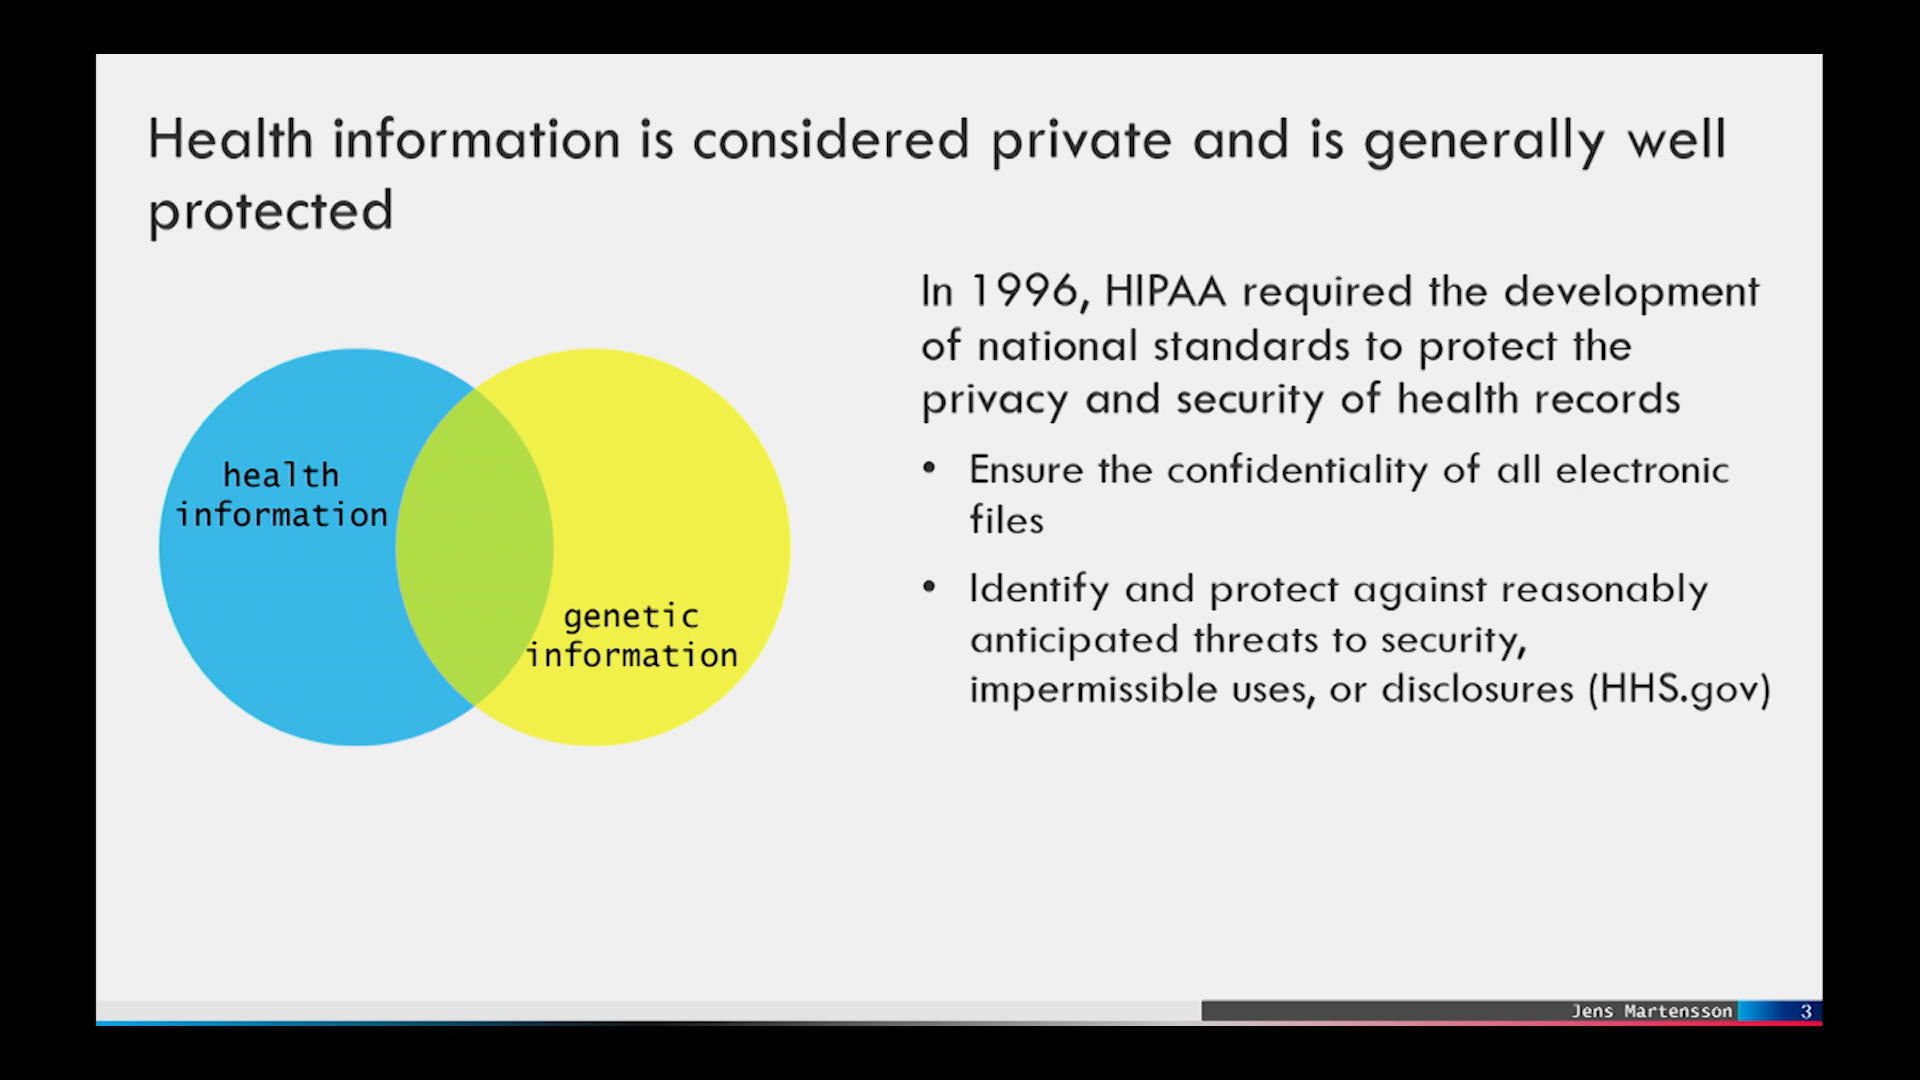 Health information is considered private and is generally well
protected
health
information
genetic
information
In 1996, HIPAA required the development
of national standards to protect the
privacy and security of health records
• Ensure the confidentiality of all electronic
files
• Identify and protect against reasonably
anticipated threats to security,
impermissible uses, or disclosures (HHS.gov)
Jens Martensson 3